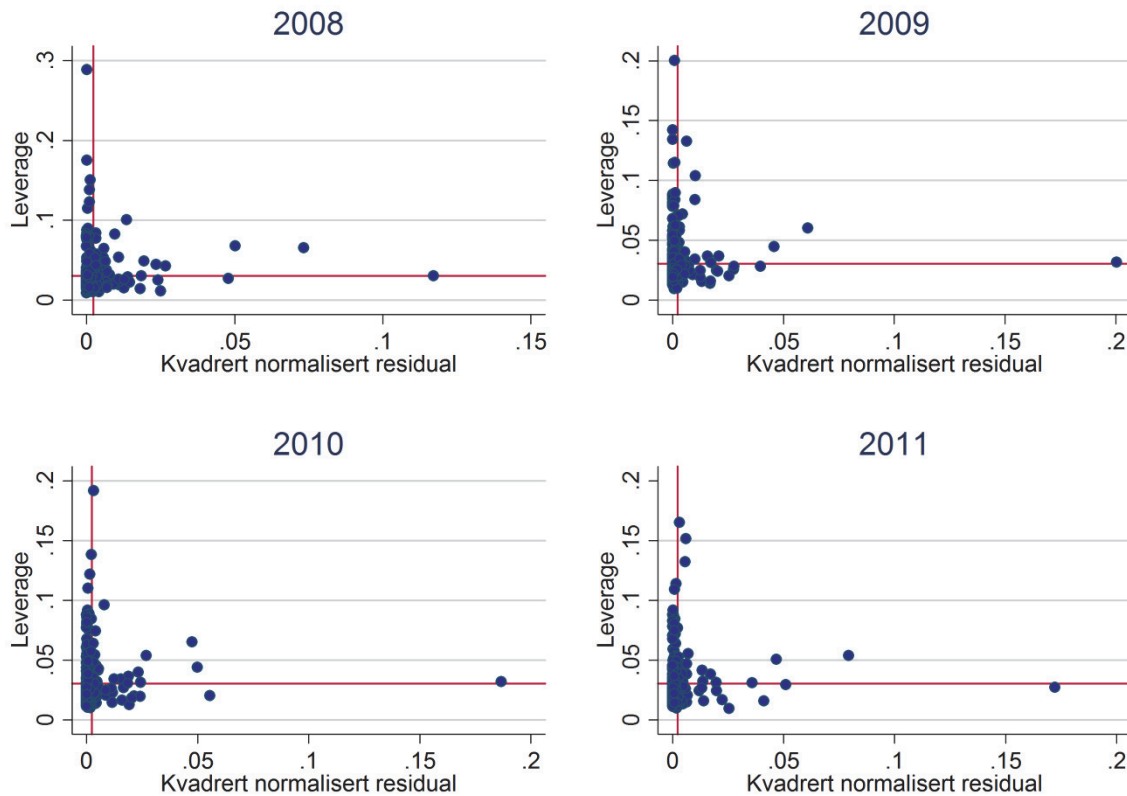 2008
Leverage
.3
.2
.1
0
0 .05 .1 .15
Kvadrert normalisert residual
2009
Leverage
.2
.15
.1
.05
0
0 .05 .1 .15 .2
Kvadrert normalisert residual
2010
Leverage
.2
.15
.1
.05
0
0 .05 .1 .15 .2
Kvadrert normalisert residual
2011
Leverage
.2
.15
.1
.05
0
0 .05 .1 .15 .2
Kvadrert normalisert residual